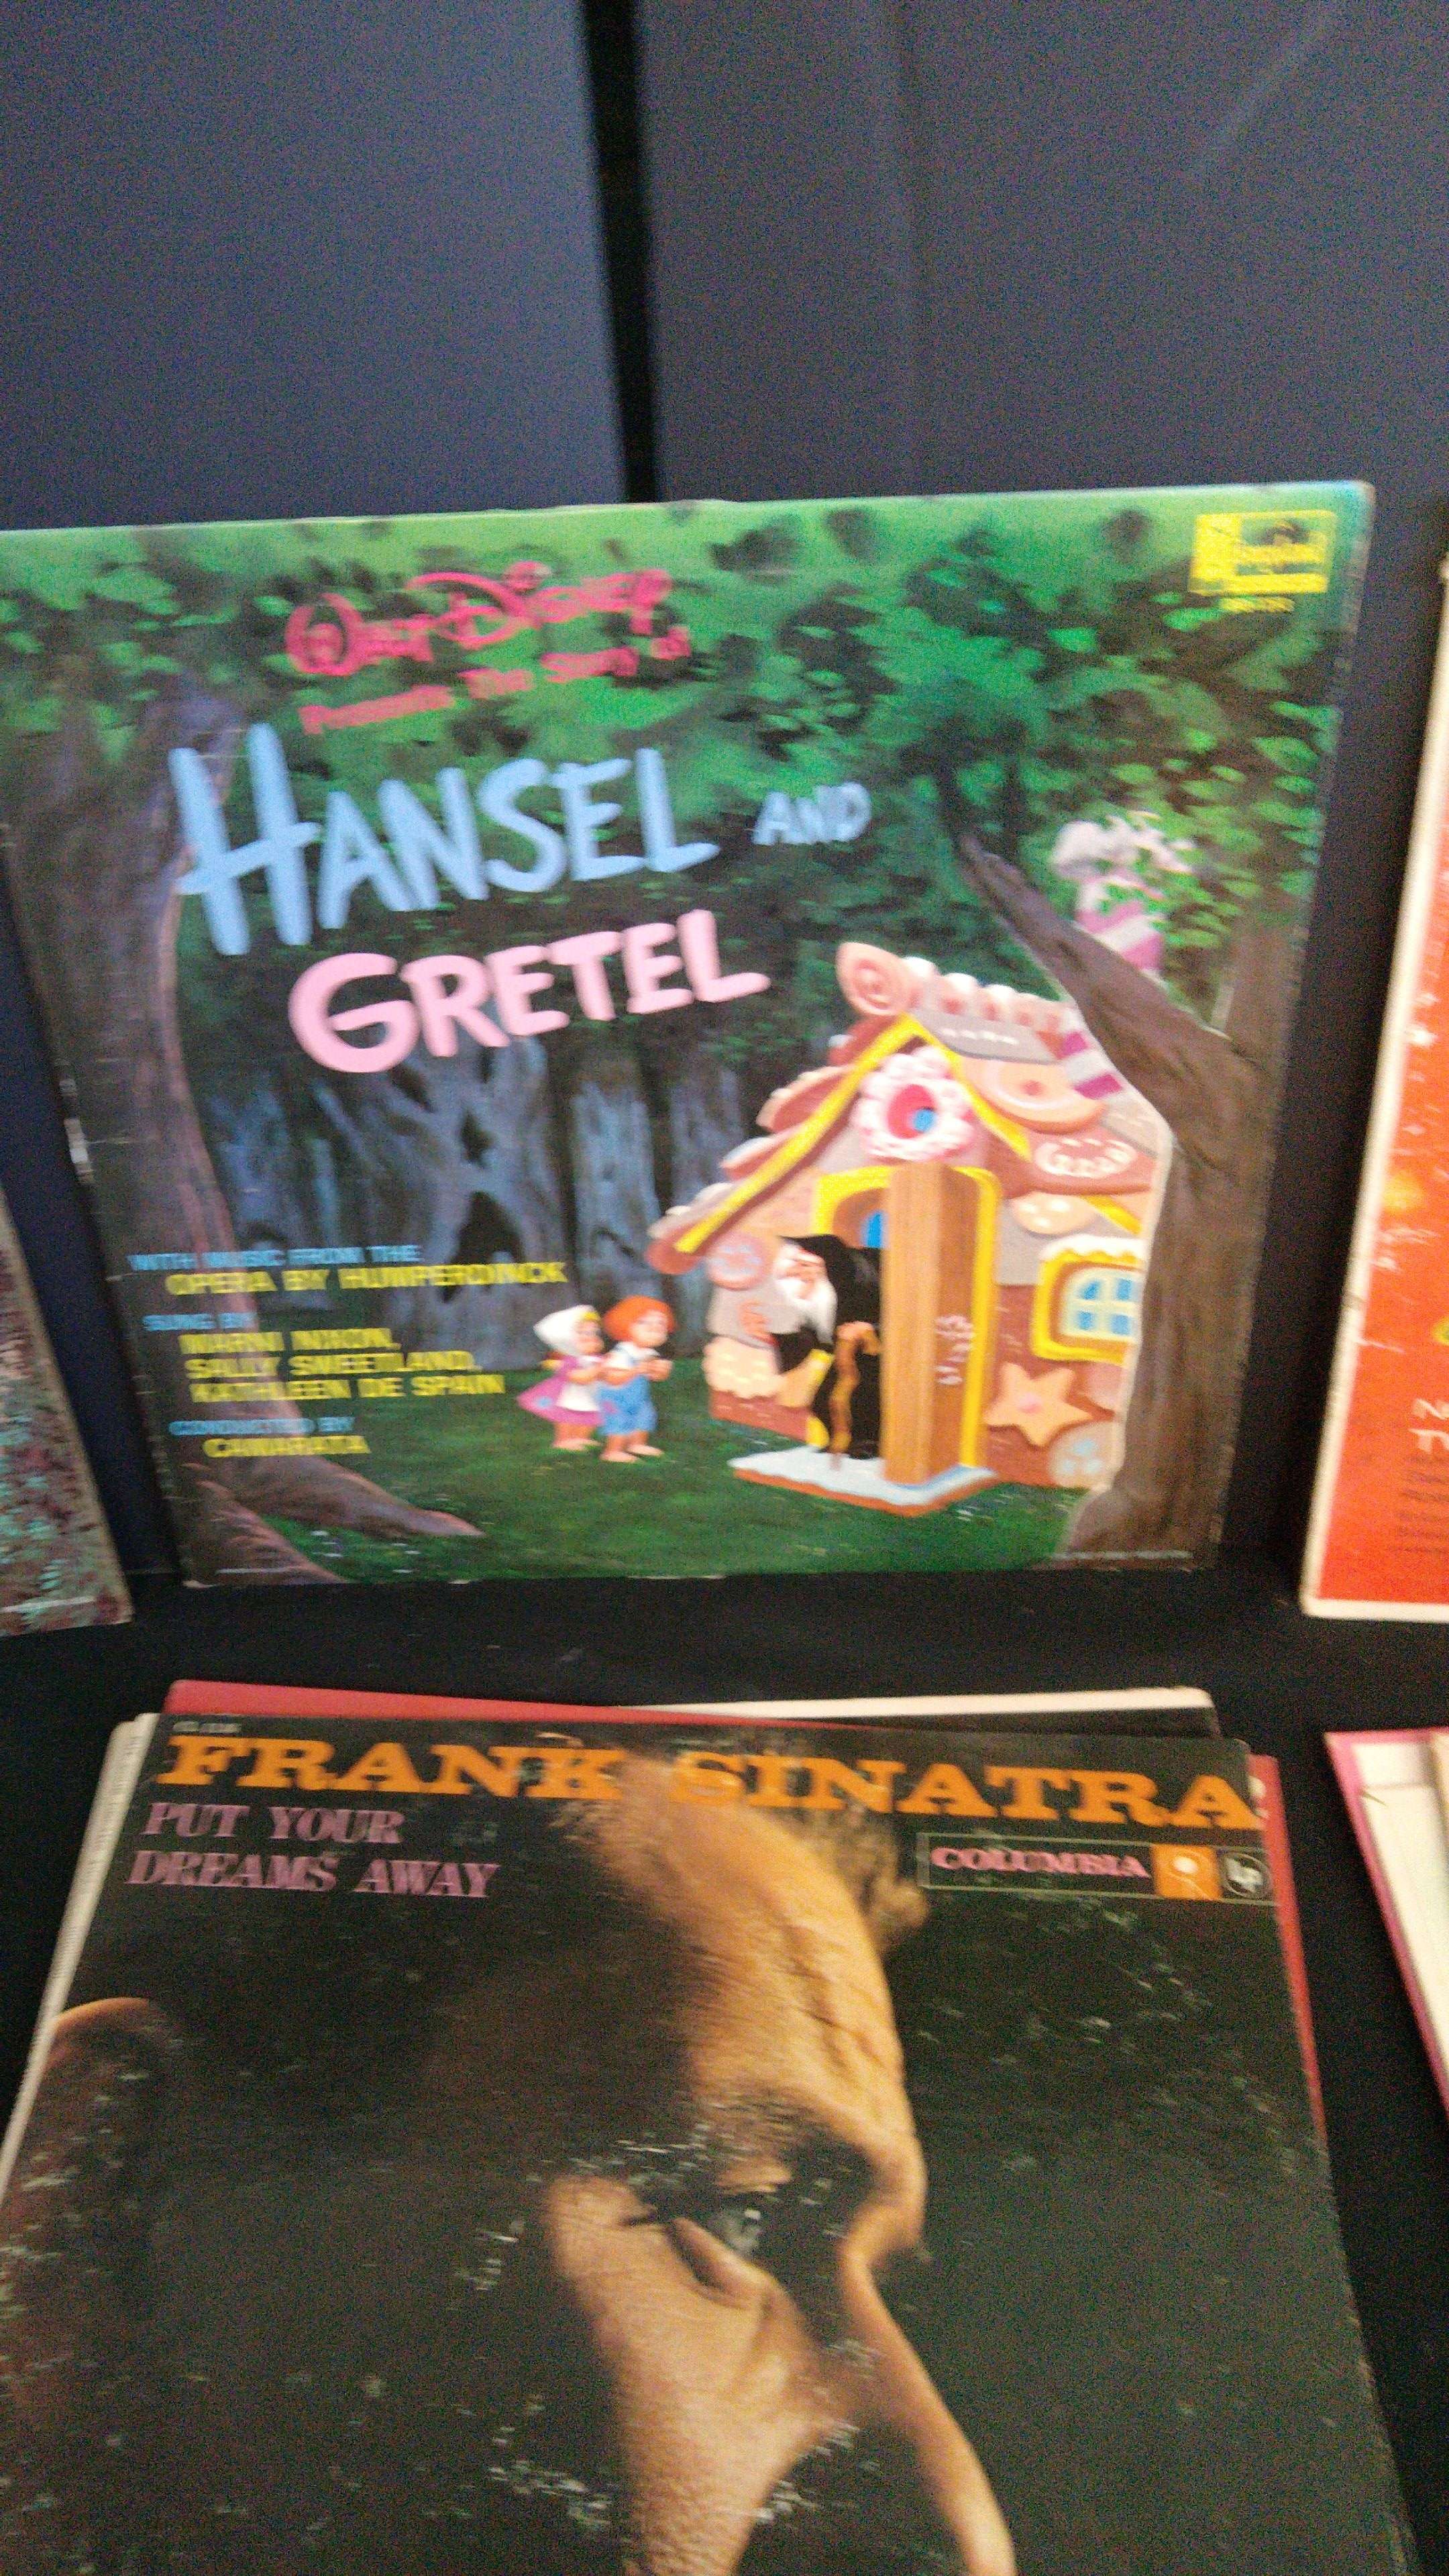 WALT DISNEY
Presents The Story of
HANSEL AND
GRETEL
WITH MUSIC FROM THE
OPERA BY HUMPERDINCK
SUNG BY
MARNI NIXON,
SALLY SWEETLAND,
KATHLEEN DE SPAIN
CONDUCTED BY
CAMARATA
FRANK SINATRA
PUT YOUR
DREAMS AWAY
COLUMBIA
LP